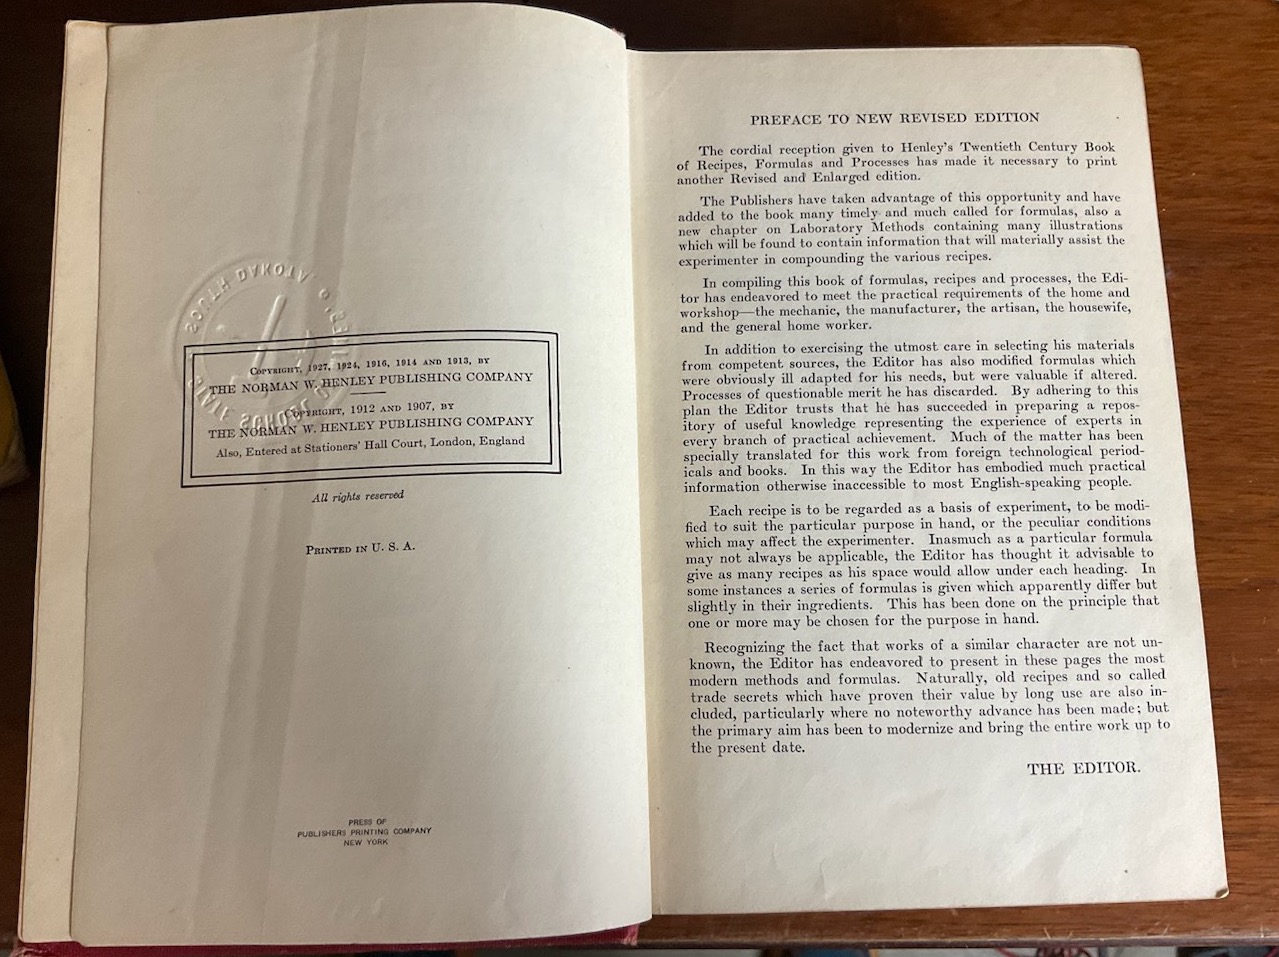 COPYRIGHT, 1927, 1924, 1916, 1914 AND 1913, BY
THE NORMAN W. HENLEY PUBLISHING COMPANY
COPYRIGHT, 1912 AND 1907, BY
THE NORMAN W. HENLEY PUBLISHING COMPANY
Also, Entered at Stationers' Hall Court, London, England
All rights reserved
PRINTED IN U. S. A.
PRESS OF
PUBLISHERS PRINTING COMPANY
NEW YORK
PREFACE TO NEW REVISED EDITION
The cordial reception given to Henley's Twentieth Century Book
of Recipes, Formulas and Processes has made it necessary to print
another Revised and Enlarged edition.
The Publishers have taken advantage of this opportunity and have
added to the book many timely and much called for formulas, also a
new chapter on Laboratory Methods containing many illustrations
which will be found to contain information that will materially assist the
experimenter in compounding the various recipes.
In compiling this book of formulas, recipes and processes, the Edi-
tor has endeavored to meet the practical requirements of the home and
workshop—the mechanic, the manufacturer, the artisan, the housewife,
and the general home worker.
In addition to exercising the utmost care in selecting his materials
from competent sources, the Editor has also modified formulas which
were obviously ill adapted for his needs, but were valuable if altered.
Processes of questionable merit he has discarded. By adhering to this
plan the Editor trusts that he has succeeded in preparing a repos-
itory of useful knowledge representing the experience of experts in
every branch of practical achievement. Much of the matter has been
specially translated for this work from foreign technological period-
icals and books. In this way the Editor has embodied much practical
information otherwise inaccessible to most English-speaking people.
Each recipe is to be regarded as a basis of experiment, to be modi-
fied to suit the particular purpose in hand, or the peculiar conditions
which may affect the experimenter. Inasmuch as a particular formula
may not always be applicable, the Editor has thought it advisable to
give as many recipes as his space would allow under each heading. In
some instances a series of formulas is given which apparently differ but
slightly in their ingredients. This has been done on the principle that
one or more may be chosen for the purpose in hand.
Recognizing the fact that works of a similar character are not un-
known, the Editor has endeavored to present in these pages the most
modern methods and formulas. Naturally, old recipes and so called
trade secrets which have proven their value by long use are also in-
cluded, particularly where no noteworthy advance has been made; but
the primary aim has been to modernize and bring the entire work up to
the present date.
THE EDITOR.